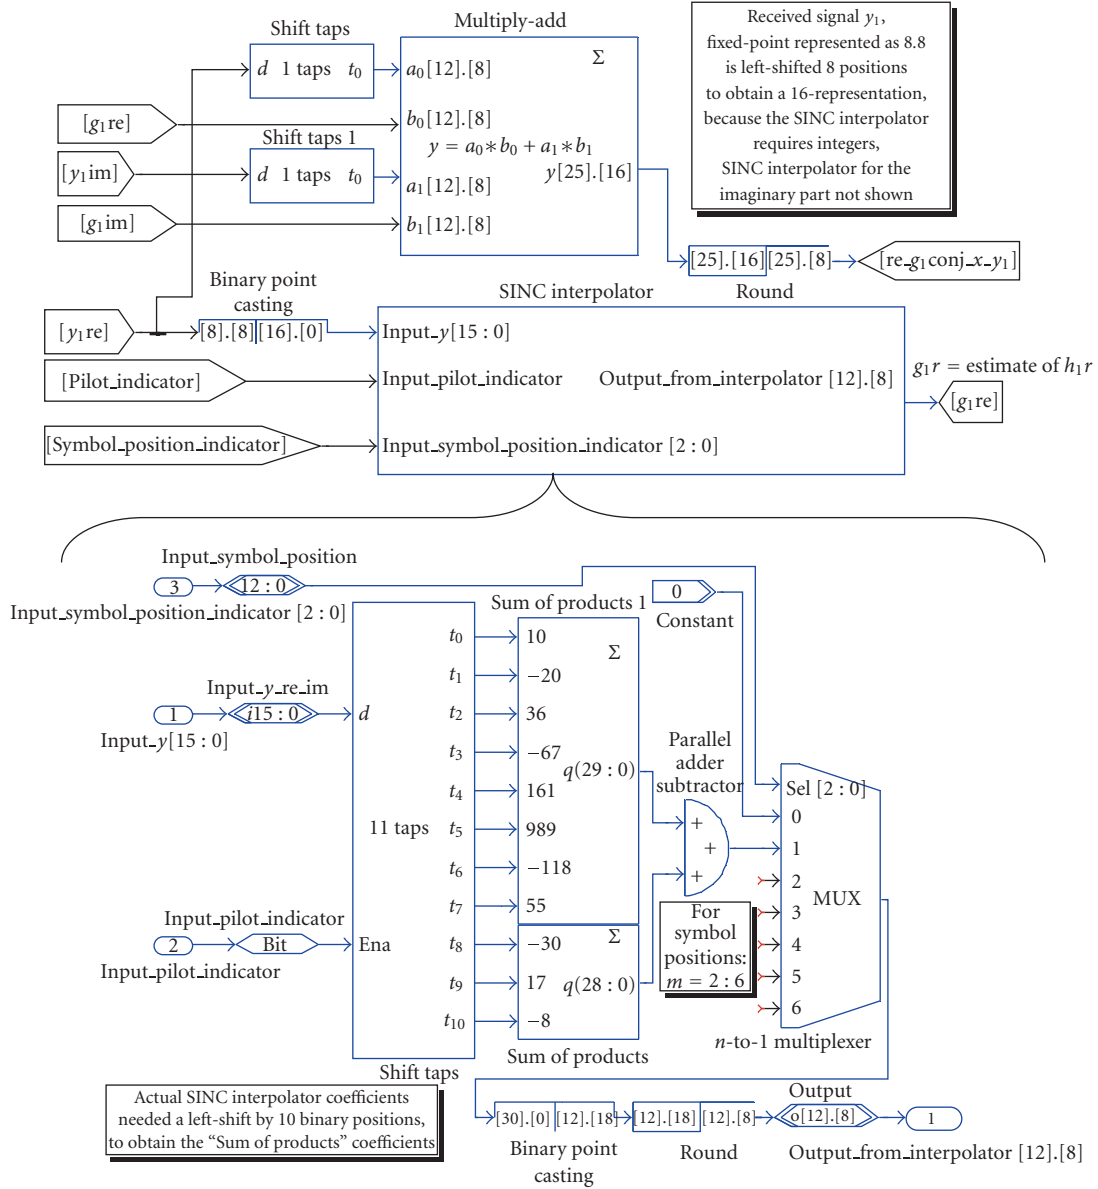 Multiply-add
Shift taps
d 1 taps t0
a0[12].[8]
Σ
[g1re]
b0[12].[8]
Shift taps 1
y = a0∗b0 + a1∗b1
[y1im]
d 1 taps t0
y[25].[16]
a1[12].[8]
[g1im]
b1[12].[8]
Received signal y1,
fixed-point represented as 8.8
is left-shifted 8 positions
to obtain a 16-representation,
because the SINC interpolator
requires integers,
SINC interpolator for the
imaginary part not shown
[25].[16] [25].[8]
[re_g1conj_x_y1]
Round
Binary point
casting
SINC interpolator
[y1re]
[8].[8] [16].[0]
Input_y[15 : 0]
[Pilot_indicator]
Input_pilot_indicator
Output_from_interpolator [12].[8]
g1r = estimate of h1r
[g1re]
[Symbol_position_indicator]
Input_symbol_position_indicator [2 : 0]
Input_symbol_position
3
12 : 0
Input_symbol_position_indicator [2 : 0]
Sum of products 1
0
Constant
t0 10
Σ
t1 −20
Input_y_re_im
1
i15 : 0
d
Input_y[15 : 0]
t2 36
t3 −67
q(29 : 0)
t4 161
11 taps
t5 989
t6 −118
t7 55
Parallel
adder
subtractor
+
+
+
Sel [2 : 0]
0
1
2
3
4
5
6
MUX
n-to-1 multiplexer
For
symbol
positions:
m = 2 : 6
Input_pilot_indicator
2
Bit
Ena
Input_pilot_indicator
t8 −30
Σ
t9 17
q(28 : 0)
t10 −8
Sum of products
Shift taps
Actual SINC interpolator coefficients
needed a left-shift by 10 binary positions,
to obtain the “Sum of products” coefficients
[30].[0] [12].[18]
Binary point
casting
[12].[18] [12].[8]
Round
Output
o[12].[8]
1
Output_from_interpolator [12].[8]